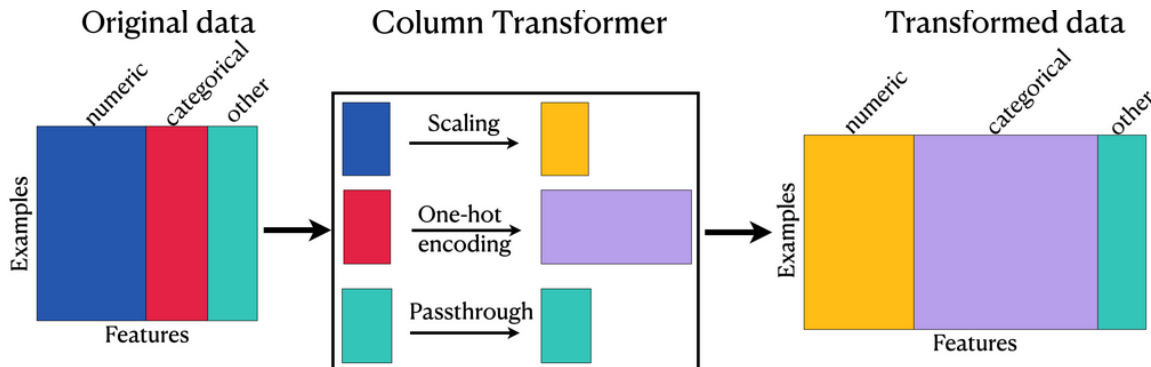 Original data
numeric
categorical
other
Examples
Features
Column Transformer
Scaling
One-hot
encoding
Passthrough
Transformed data
numeric
categorical
other
Examples
Features